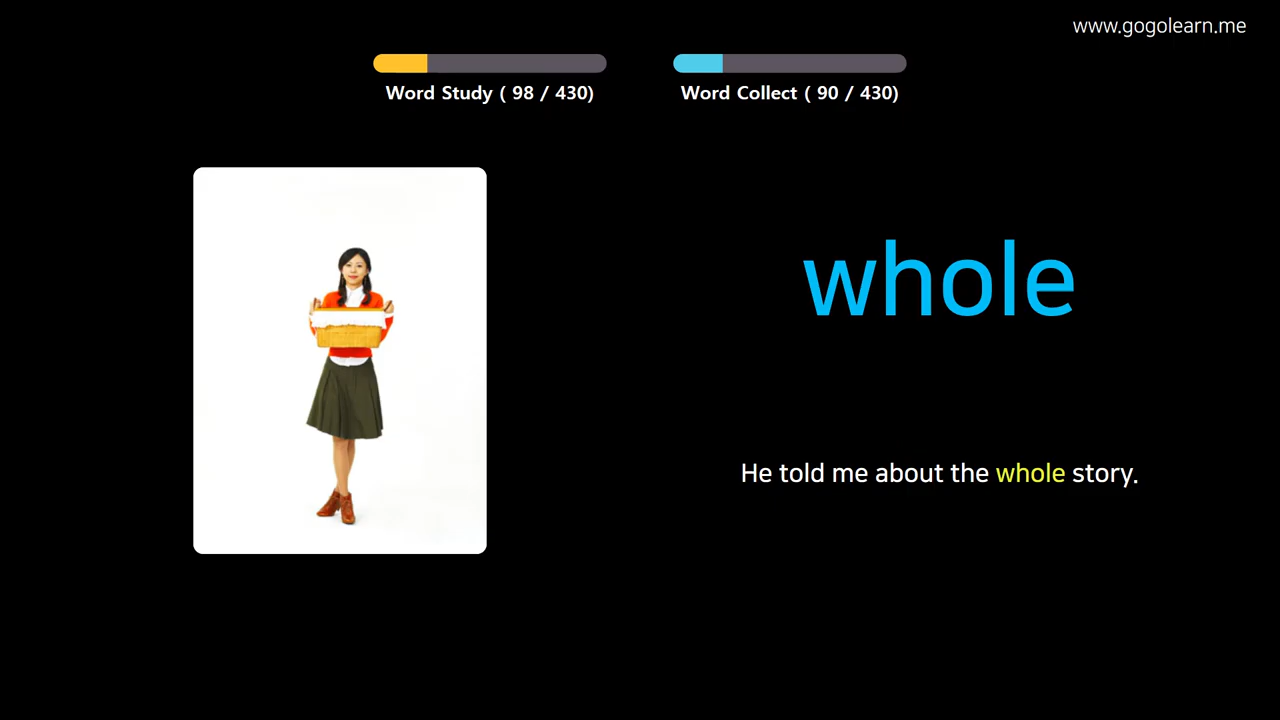 www.gogolearn.me
Word Study ( 98 / 430)
Word Collect ( 90 / 430)
whole
He told me about the whole story.